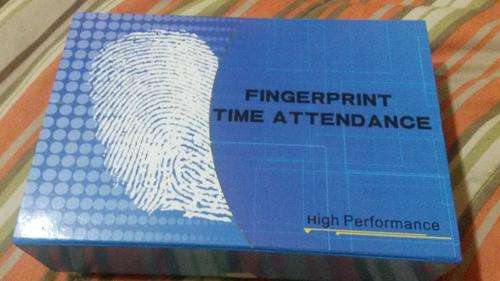 FINGERPRINT
TIME ATTENDANCE
High Performance